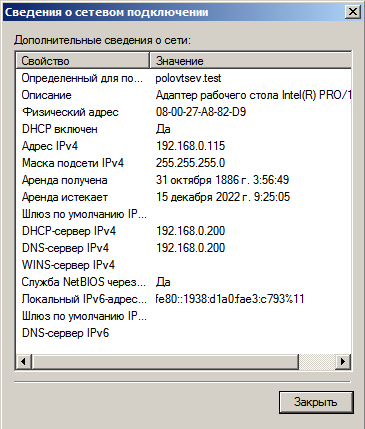 Сведения о сетевом подключении
Дополнительные сведения о сети:
Свойство Значение
Определенный для по... polovtsev.test
Описание Адаптер рабочего стола Intel(R) PRO/1
Физический адрес 08-00-27-A8-82-D9
DHCP включен Да
Адрес IPv4 192.168.0.115
Маска подсети IPv4 255.255.255.0
Аренда получена 31 октября 1886 г. 3:56:49
Аренда истекает 15 декабря 2022 г. 9:25:05
Шлюз по умолчанию IP...
DHCP-сервер IPv4 192.168.0.200
DNS-сервер IPv4 192.168.0.200
WINS-сервер IPv4
Служба NetBIOS через... Да
Локальный IPv6-адрес... fe80::1938:d1a0:fae3:c793%11
Шлюз по умолчанию IP...
DNS-сервер IPv6
Закрыть